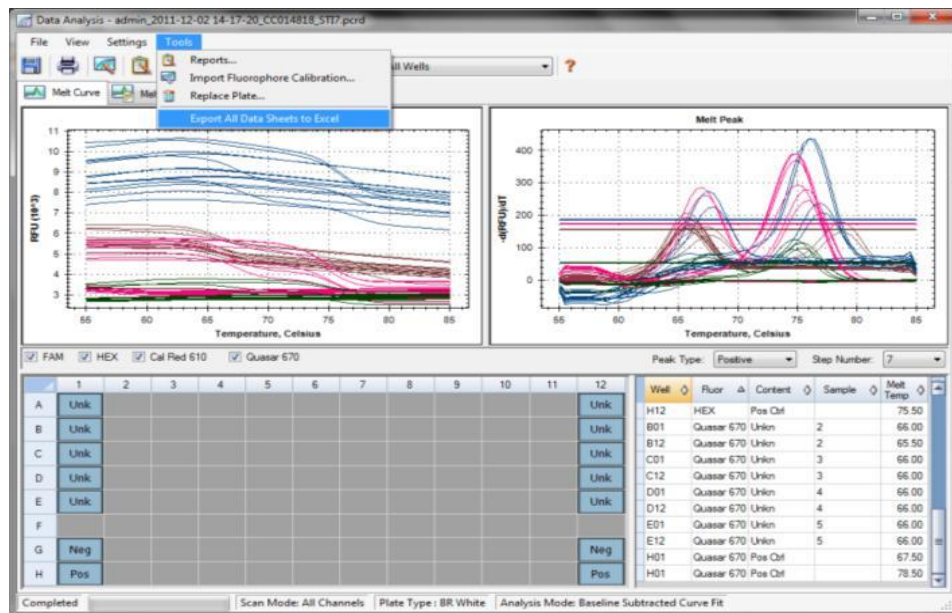 Data Analysis - admin_2011-12-02 14-17-20_CC014818_STI7.pcrd
File View Settings Tools
Reports...
Import Fluorophore Calibration...
Replace Plate...
Export All Data Sheets to Excel
All Wells ?
Melt Curve
Melt Peak
11
10
9
8
7
6
5
4
3
RFU (10^3)
55 60 65 70 75 80 85
Temperature, Celsius
400
300
200
100
0
-d(RFU)/dT
55 60 65 70 75 80 85
Temperature, Celsius
FAM HEX Cal Red 610 Quasar 670
Peak Type: Positive Step Number: 7
1 2 3 4 5 6 7 8 9 10 11 12
A Unk Unk
B Unk Unk
C Unk Unk
D Unk Unk
E Unk Unk
F
G Neg Neg
H Pos Pos
Well Fluor Content Sample Melt Temp
H12 HEX Pos Ctrl 75.50
B01 Quasar 670 Unkn 2 66.00
B12 Quasar 670 Unkn 2 65.50
C01 Quasar 670 Unkn 3 66.00
C12 Quasar 670 Unkn 3 66.00
D01 Quasar 670 Unkn 4 66.00
D12 Quasar 670 Unkn 4 66.00
E01 Quasar 670 Unkn 5 66.00
E12 Quasar 670 Unkn 5 66.00
H01 Quasar 670 Pos Ctrl 67.50
H01 Quasar 670 Pos Ctrl 78.50
Completed Scan Mode: All Channels Plate Type : BR White Analysis Mode: Baseline Subtracted Curve Fit